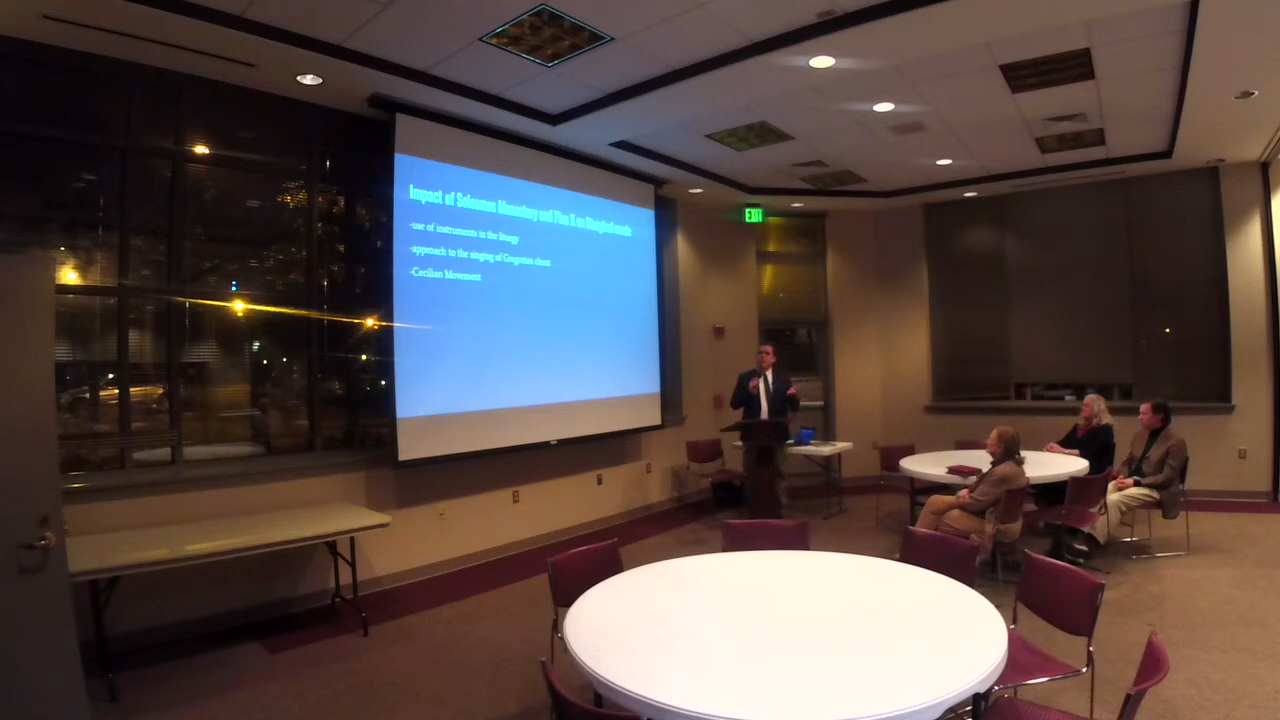 Impact of Solesmes Monastery and Pius X on liturgical music
-use of instruments in the liturgy
-approach to the singing of Gregorian chant
-Cecilian Movement
EXIT